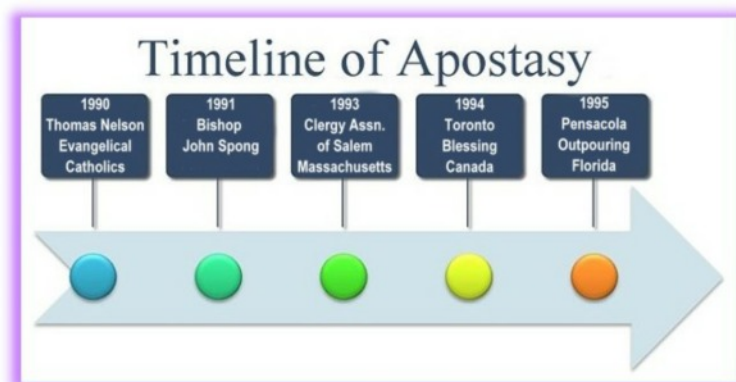 Timeline of Apostasy
1990
Thomas Nelson
Evangelical
Catholics
1991
Bishop
John Spong
1993
Clergy Assn.
of Salem
Massachusetts
1994
Toronto
Blessing
Canada
1995
Pensacola
Outpouring
Florida